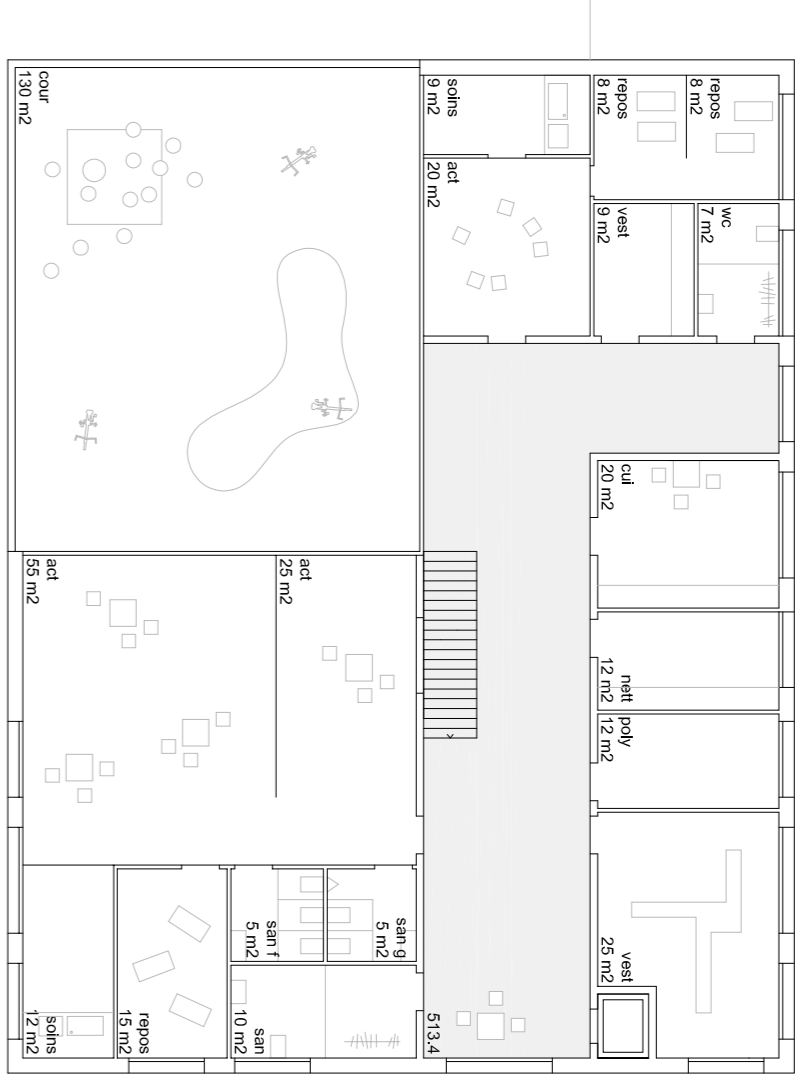 cour
130 m2
soins
9 m2
repos
8 m2
repos
8 m2
act
20 m2
vest
9 m2
wc
7 m2
cui
20 m2
act
55 m2
act
25 m2
nett
12 m2
poly
12 m2
vest
25 m2
san f
5 m2
san g
5 m2
soins
12 m2
repos
15 m2
san
10 m2
513.4